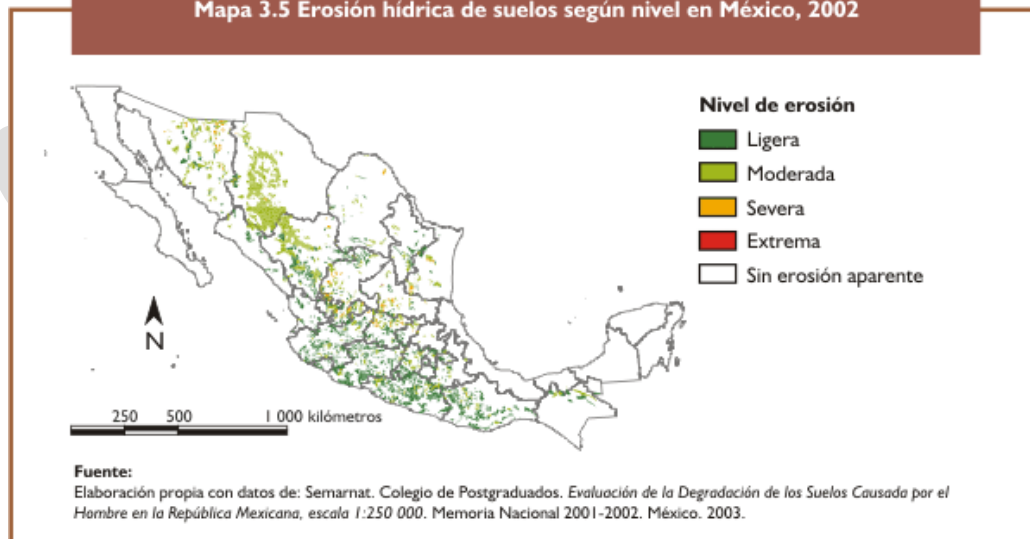 Mapa 3.5 Erosión hídrica de suelos según nivel en México, 2002
Nivel de erosión
Ligera
Moderada
Severa
Extrema
Sin erosión aparente
N
250 500 1 000 kilómetros
Fuente:
Elaboración propia con datos de: Semarnat. Colegio de Postgraduados. Evaluación de la Degradación de los Suelos Causada por el
Hombre en la República Mexicana, escala 1:250 000. Memoria Nacional 2001-2002. México. 2003.